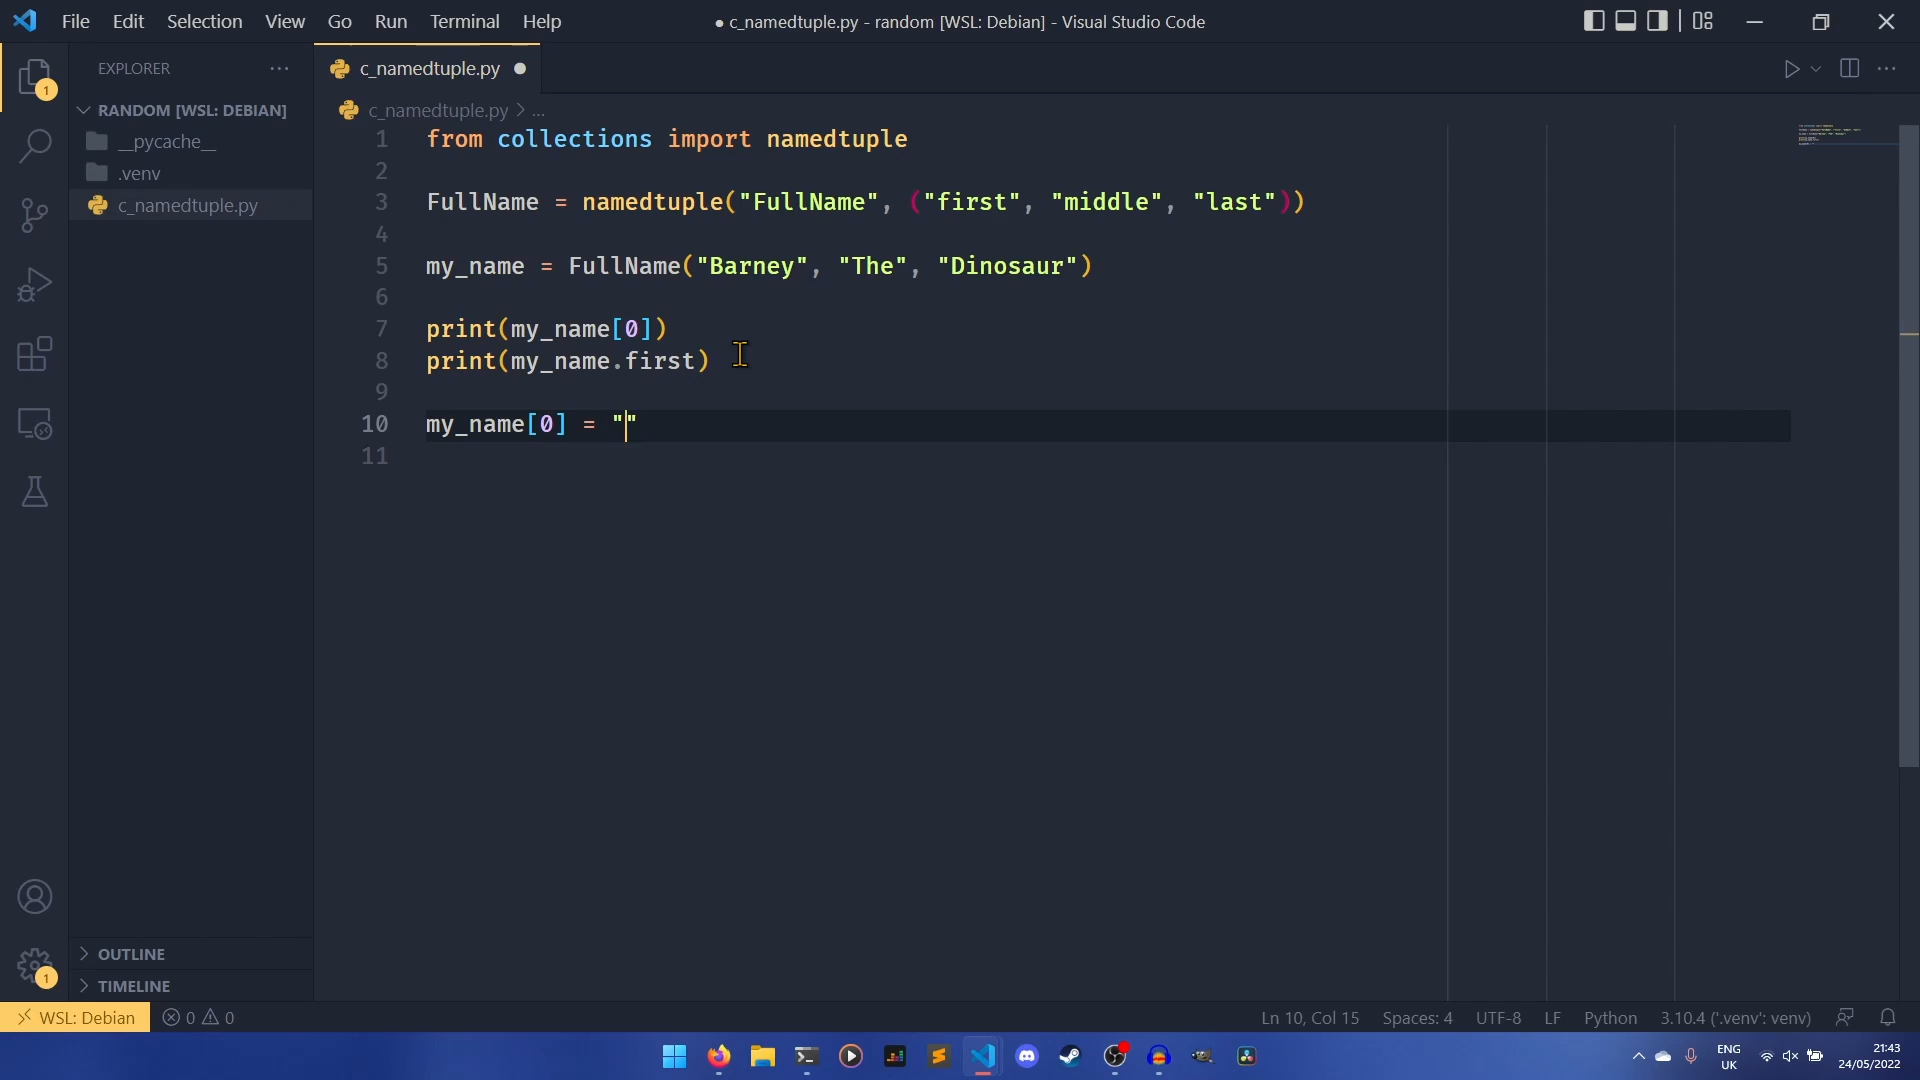 File Edit Selection View Go Run Terminal Help
● c_namedtuple.py - random [WSL: Debian] - Visual Studio Code
1
EXPLORER ···
RANDOM [WSL: DEBIAN]
__pycache__
.venv
c_namedtuple.py
c_namedtuple.py ●
c_namedtuple.py > ...
1 from collections import namedtuple
2
3 FullName = namedtuple("FullName", ("first", "middle", "last"))
4
5 my_name = FullName("Barney", "The", "Dinosaur")
6
7 print(my_name[0])
8 print(my_name.first)
9
10 my_name[0] = ""
11
OUTLINE
TIMELINE
1
WSL: Debian 0 0
Ln 10, Col 15 Spaces: 4 UTF-8 LF Python 3.10.4 ('.venv': venv)
ENG
UK
21:43
24/05/2022